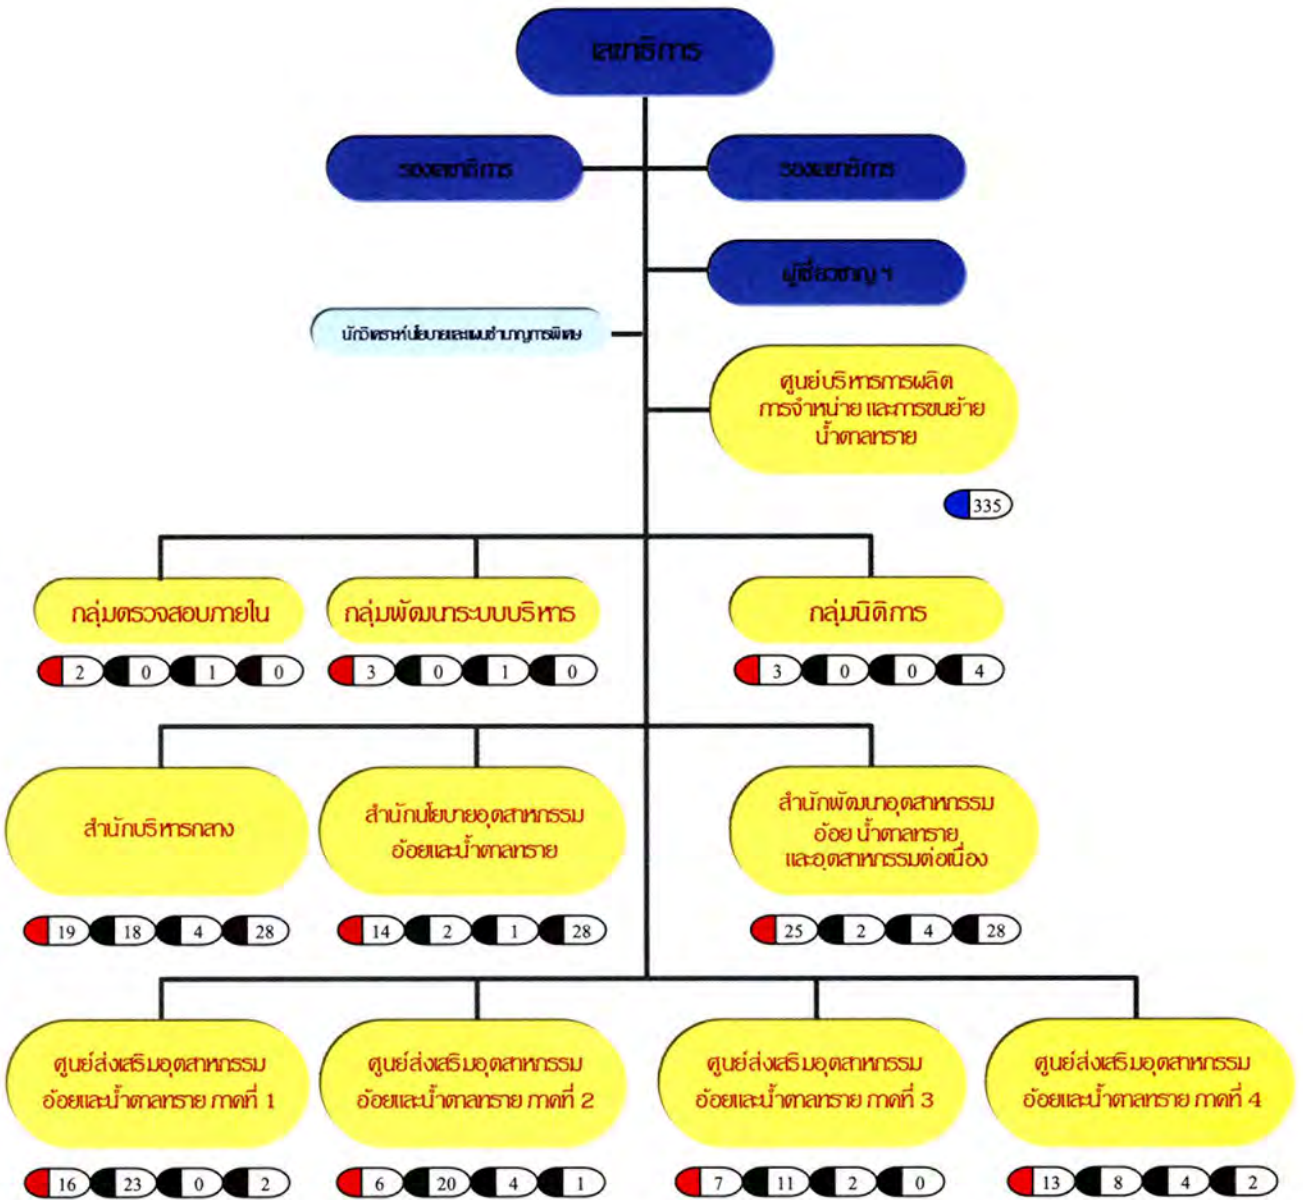 เลขาธิการ
รองเลขาธิการ
รองเลขาธิการ
ผู้เชี่ยวชาญ ฯ
นักวิเคราะห์นโยบายและแผนชำนาญการพิเศษ
ศูนย์บริหารการผลิต
การจำหน่าย และการขนย้าย
น้ำตาลทราย
335
กลุ่มตรวจสอบภายใน
กลุ่มพัฒนาระบบบริหาร
กลุ่มนิติการ
2 0 1 0
3 0 1 0
3 0 0 4
สำนักบริหารกลาง
สำนักนโยบายอุตสาหกรรม
อ้อยและน้ำตาลทราย
สำนักพัฒนาอุตสาหกรรม
อ้อย น้ำตาลทราย
และอุตสาหกรรมต่อเนื่อง
19 18 4 28
14 2 1 28
25 2 4 28
ศูนย์ส่งเสริมอุตสาหกรรม
อ้อยและน้ำตาลทราย ภาคที่ 1
ศูนย์ส่งเสริมอุตสาหกรรม
อ้อยและน้ำตาลทราย ภาคที่ 2
ศูนย์ส่งเสริมอุตสาหกรรม
อ้อยและน้ำตาลทราย ภาคที่ 3
ศูนย์ส่งเสริมอุตสาหกรรม
อ้อยและน้ำตาลทราย ภาคที่ 4
16 23 0 2
6 20 4 1
7 11 2 0
13 8 4 2